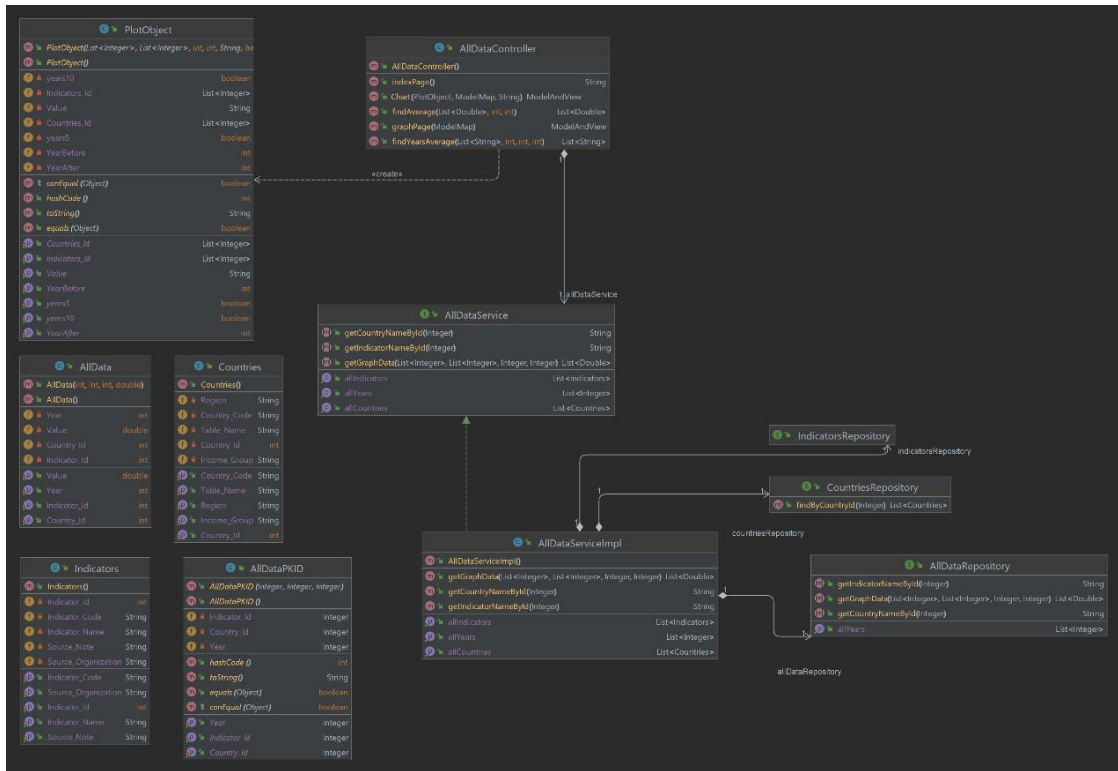 PlotObject
PlotObject(List<Integer>, List<Integer>, int, int, String, bo
PlotObject()
years10 boolean
Indicators_Id List<Integer>
Value String
Countries_Id List<Integer>
years5 boolean
YearBefore int
YearAfter int
canEqual(Object) boolean
hashCode() int
toString() String
equals(Object) boolean
Countries_Id List<Integer>
Indicators_Id List<Integer>
Value String
YearBefore int
years5 boolean
years10 boolean
YearAfter int
AllDataController
AllDataController()
indexPage() String
Chart(PlotObject, ModelMap, String) ModelAndView
findAverage(List<Double>, int, int) List<Double>
graphPage(ModelMap) ModelAndView
findYearsAverage(List<String>, int, int, int) List<String>
1
«create»
1 allDataService
AllDataService
getCountryNameById(Integer) String
getIndicatorNameById(Integer) String
getGraphData(List<Integer>, List<Integer>, Integer, Integer) List<Double>
allIndicators List<Indicators>
allYears List<Integer>
allCountries List<Countries>
AllData
AllData(int, int, int, double)
AllData()
Year int
Value double
Country_Id int
Indicator_Id int
Value double
Year int
Indicator_Id int
Country_Id int
Countries
Countries()
Region String
Country_Code String
Table_Name String
Country_Id int
Income_Group String
Country_Code String
Table_Name String
Region String
Income_Group String
Country_Id int
IndicatorsRepository
1
indicatorsRepository
CountriesRepository
findByCountryId(Integer) List<Countries>
1
1
1
countriesRepository
AllDataServiceImpl
AllDataServiceImpl()
getGraphData(List<Integer>, List<Integer>, Integer, Integer) List<Double>
getCountryNameById(Integer) String
getIndicatorNameById(Integer) String
allIndicators List<Indicators>
allYears List<Integer>
allCountries List<Countries>
1
AllDataRepository
getIndicatorNameById(Integer) String
getGraphData(List<Integer>, List<Integer>, Integer, Integer) List<Double>
getCountryNameById(Integer) String
allYears List<Integer>
1
allDataRepository
Indicators
Indicators()
Indicator_Id int
Indicator_Code String
Indicator_Name String
Source_Note String
Source_Organization String
Indicator_Code String
Source_Organization String
Indicator_Id int
Indicator_Name String
Source_Note String
AllDataPKID
AllDataPKID(Integer, Integer, Integer)
AllDataPKID()
Indicator_Id Integer
Country_Id Integer
Year Integer
hashCode() int
toString() String
equals(Object) boolean
canEqual(Object) boolean
Year Integer
Indicator_Id Integer
Country_Id Integer